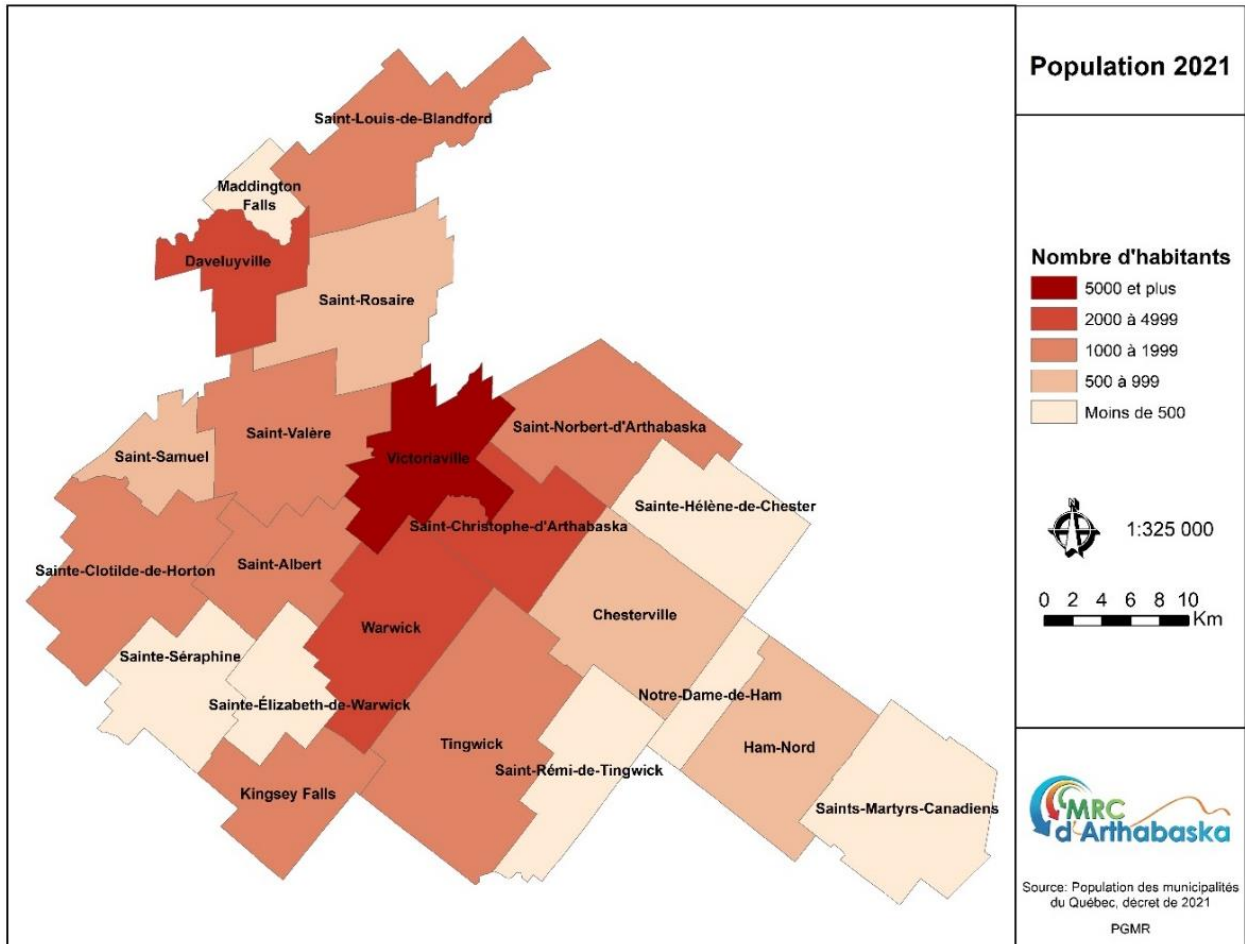 Population 2021
Saint-Louis-de-Blandford
Maddington
Falls
Daveluyville
Saint-Rosaire
Saint-Norbert-d'Arthabaska
Saint-Valère
Saint-Samuel
Victoriaville
Sainte-Hélène-de-Chester
Saint-Christophe-d'Arthabaska
Saint-Albert
Sainte-Clotilde-de-Horton
Chesterville
Warwick
Sainte-Séraphine
Notre-Dame-de-Ham
Sainte-Élizabeth-de-Warwick
Tingwick
Ham-Nord
Saint-Rémi-de-Tingwick
Kingsey Falls
Saints-Martyrs-Canadiens
Nombre d'habitants
5000 et plus
2000 à 4999
1000 à 1999
500 à 999
Moins de 500
N
1:325 000
0 2 4 6 8 10
Km
MRC
d'Arthabaska
Source: Population des municipalités
du Québec, décret de 2021
PGMR